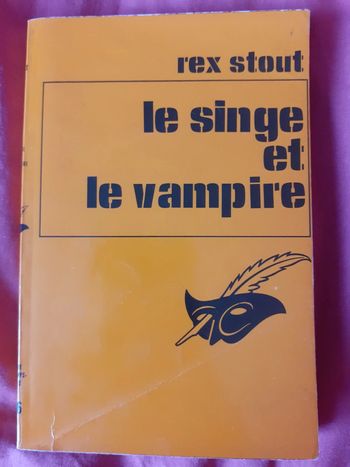 rex stout
le singe
et
le vampire